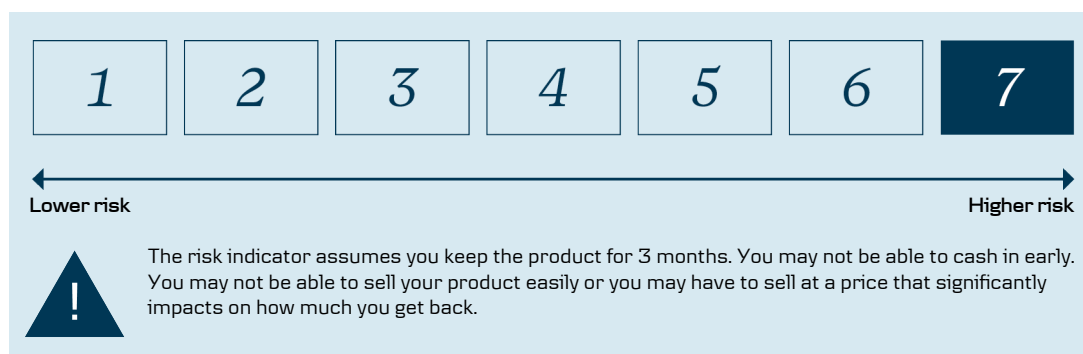 1 2 3 4 5 6 7
Lower risk Higher risk
The risk indicator assumes you keep the product for 3 months. You may not be able to cash in early.
You may not be able to sell your product easily or you may have to sell at a price that significantly
impacts on how much you get back.
!